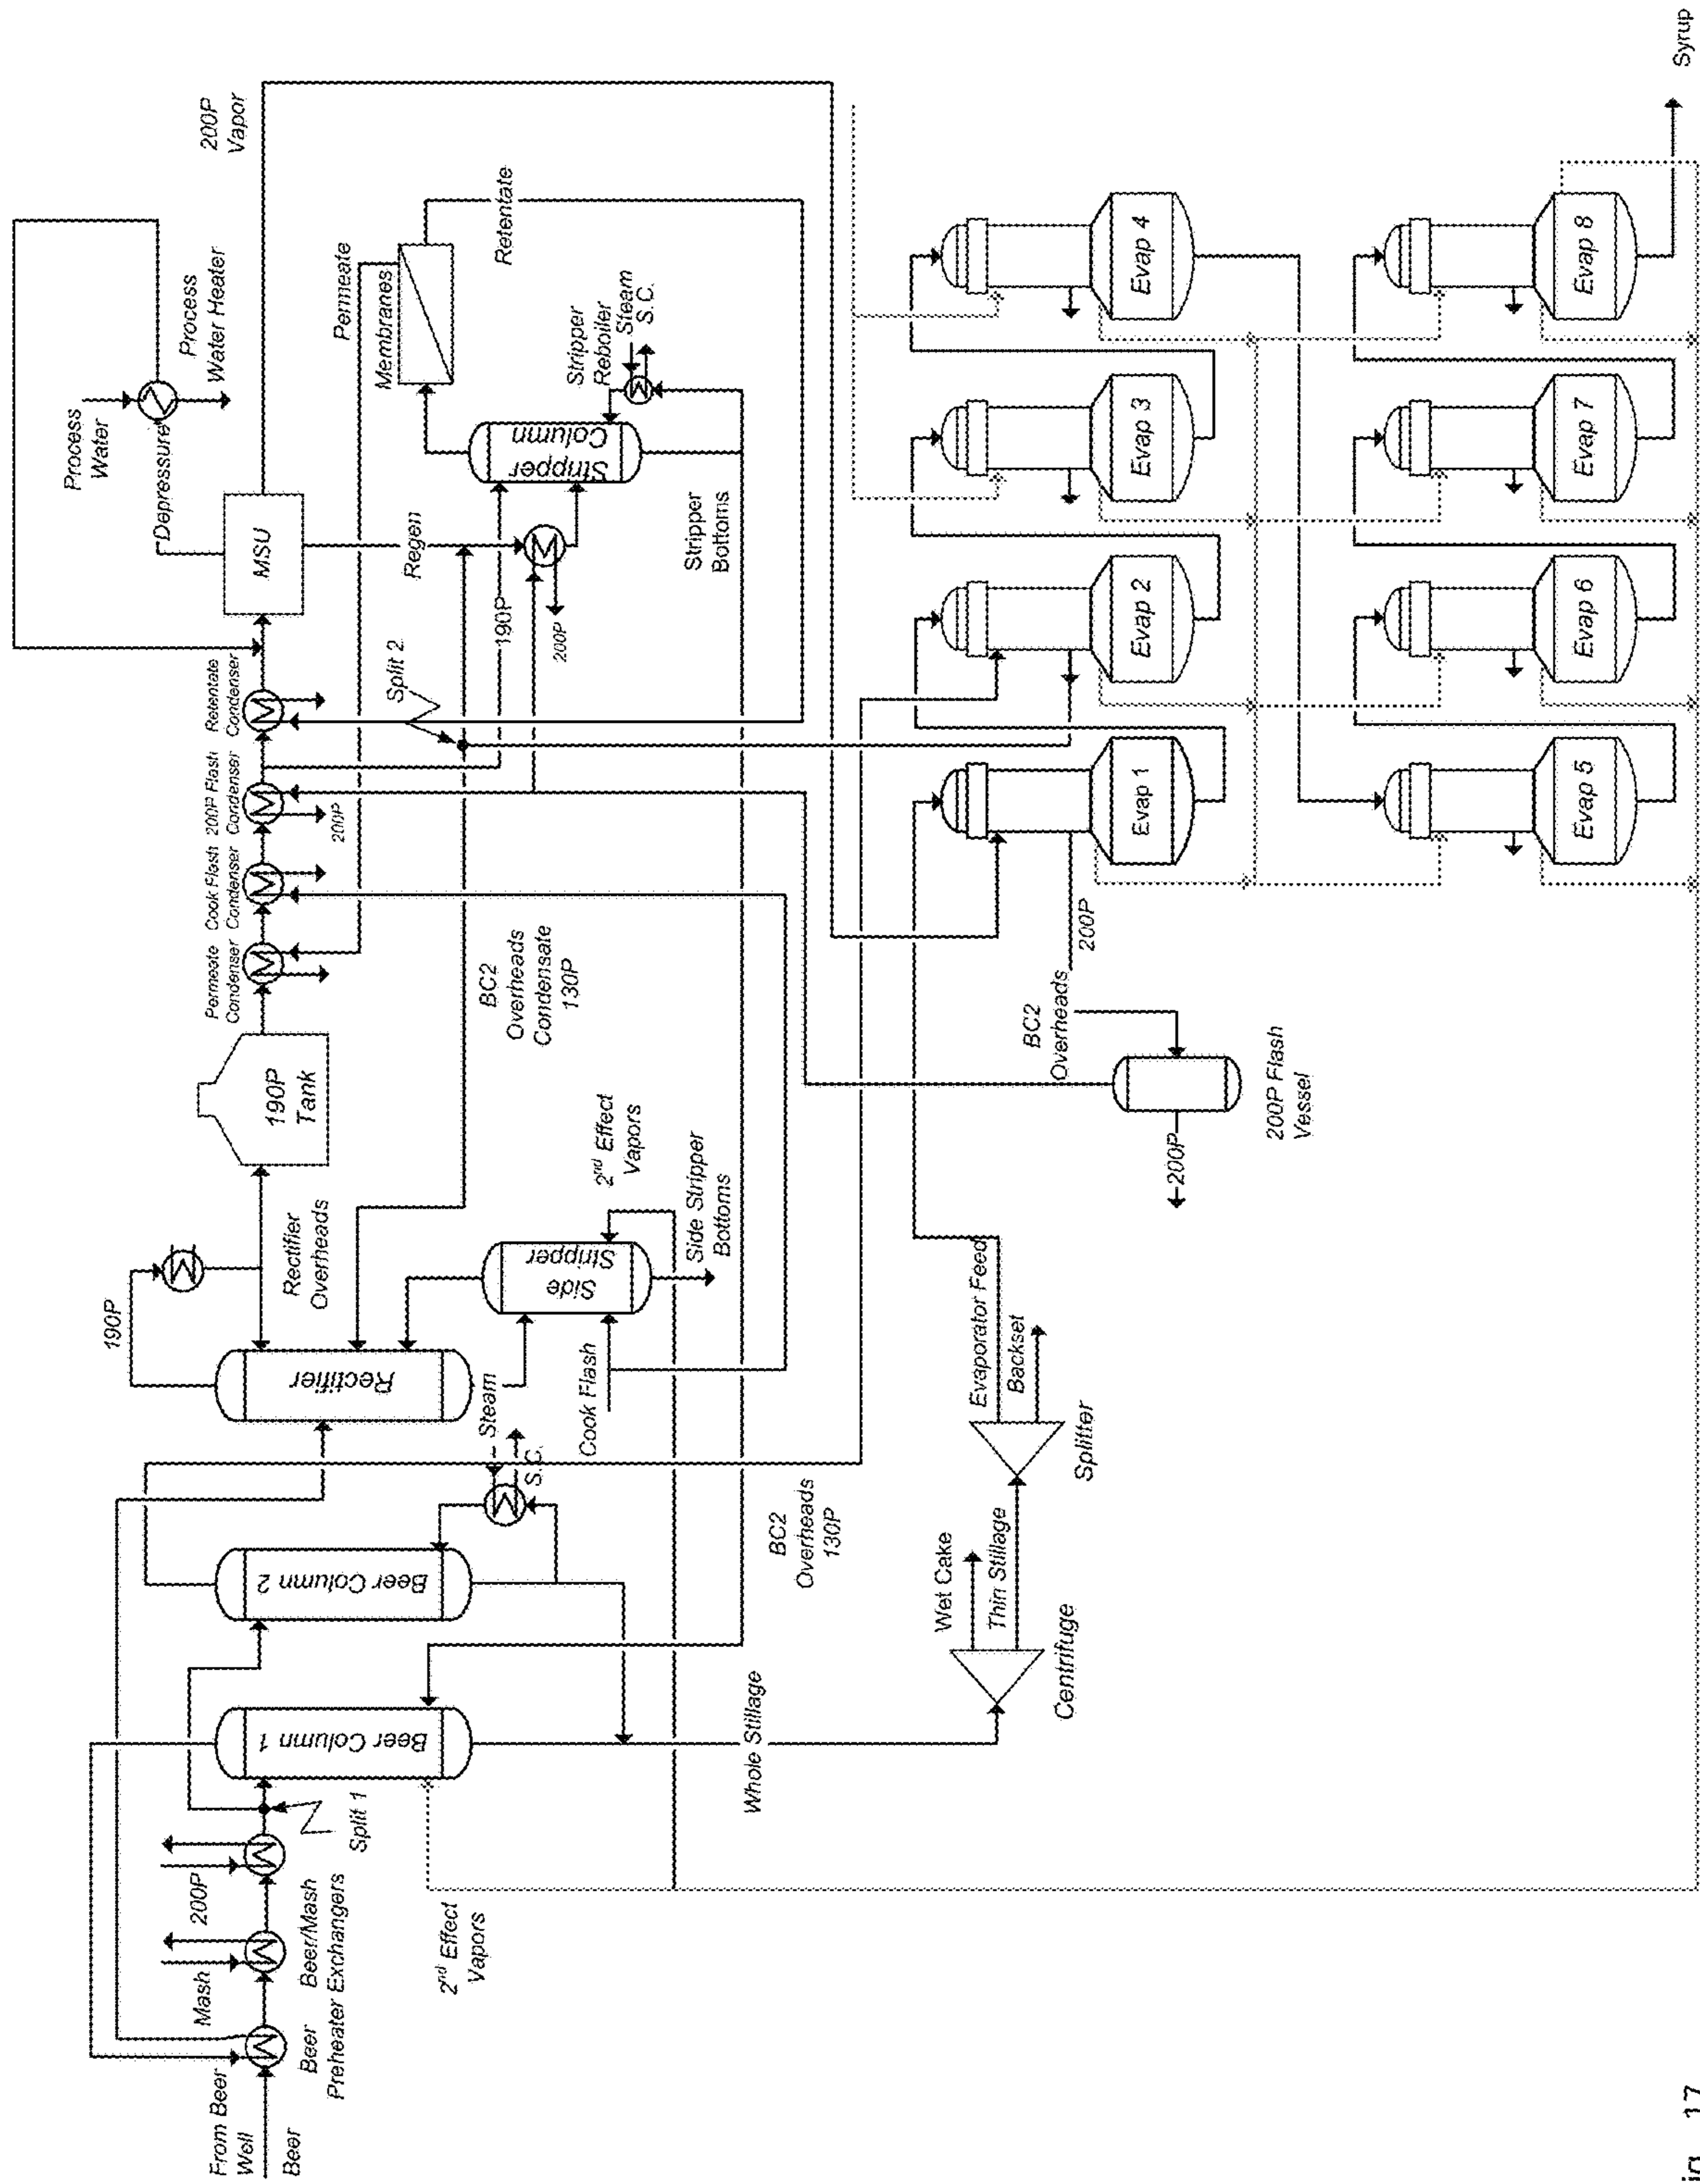 From Beer
Well
Beer
Beer
Beer/Mash
Preheater Exchangers
Mash
200P
Split 1
2nd Effect
Vapors
Beer Column 1
Beer Column 2
Whole Stillage
BC2
Overheads
130P
Steam
S.C.
Rectifier
190P
Rectifier
Overheads
Cook Flash
Side
Stripper
Side Stripper
Bottoms
2nd Effect
Vapors
190P
Tank
BC2
Overheads
Condensate
130P
Permeate
Condenser
Cook Flash
Condenser
200P Flash
Condenser
200P
Retentate
Condenser
Split 2
190P
200P
Regen
MSU
Depressure
Process
Water
Process
Water Heater
200P
Vapor
Permeate
Membranes
Retentate
Stripper
Column
Stripper
Reboiler
Steam
S.C.
Stripper
Bottoms
Centrifuge
Wet Cake
Thin Stillage
Splitter
Evaporator Feed
Backset
BC2
Overheads
200P
200P
200P Flash
Vessel
Evap 1
Evap 2
Evap 3
Evap 4
Evap 5
Evap 6
Evap 7
Evap 8
Syrup
ig. 17